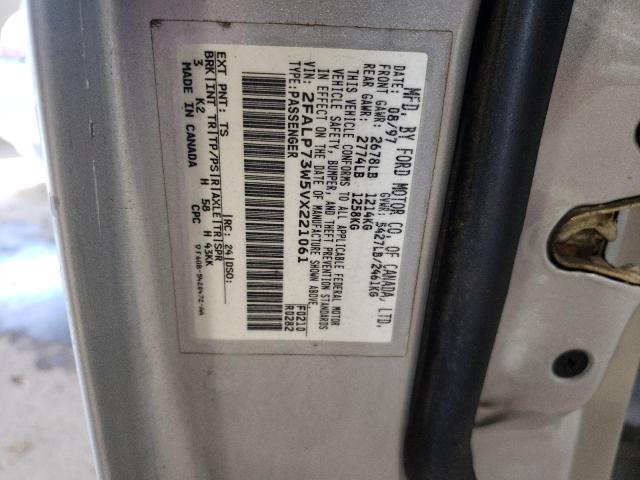 MFD. BY FORD MOTOR CO. OF CANADA, LTD.
DATE: 08/97 GVWR: 5427LB/2461KG
FRONT GAWR: 2678LB 1214KG
REAR GAWR: 2774LB 1258KG
THIS VEHICLE CONFORMS TO ALL APPLICABLE FEDERAL MOTOR
VEHICLE SAFETY, BUMPER, AND THEFT PREVENTION STANDARDS
IN EFFECT ON THE DATE OF MANUFACTURE SHOWN ABOVE.
VIN: 2FALP73W5VX221061
TYPE: PASSENGER
F0210
R0282
EXT PNT: TS RC: 24 DSO:
BRK INT TR TP/PS R AXLE TR SPR
3 K2 H 58 H 43KK
MADE IN CANADA CPC